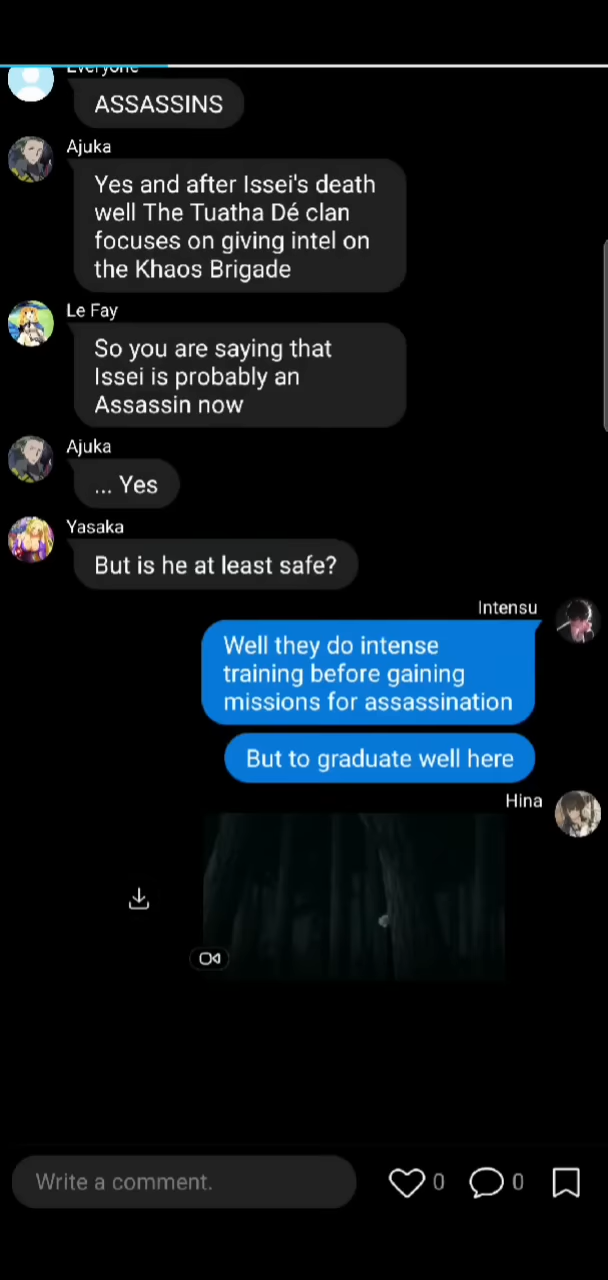 Everyone
ASSASSINS
Ajuka
Yes and after Issei's death
well The Tuatha Dé clan
focuses on giving intel on
the Khaos Brigade
Le Fay
So you are saying that
Issei is probably an
Assassin now
Ajuka
... Yes
Yasaka
But is he at least safe?
Intensu
Well they do intense
training before gaining
missions for assassination
But to graduate well here
Hina
Write a comment.
0
0